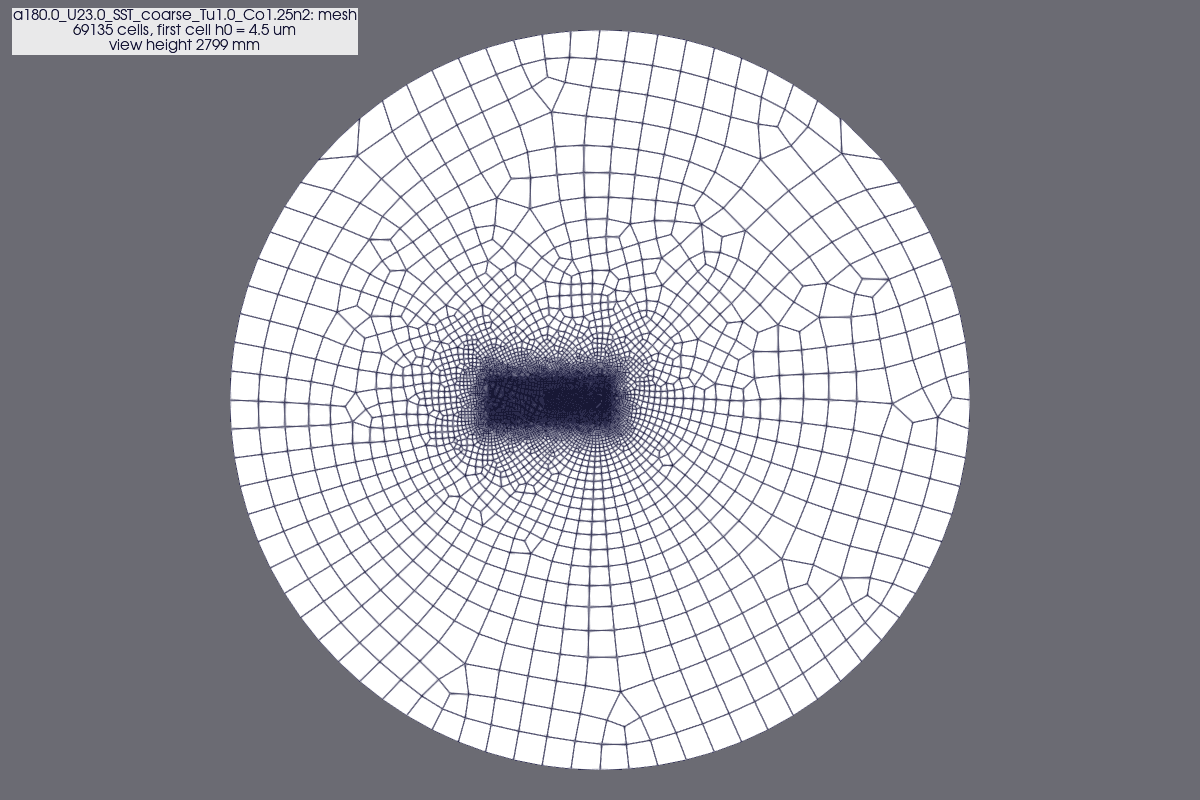 a180.0_U23.0_SST_coarse_Tu1.0_Co1.25n2: mesh
69135 cells, first cell h0 = 4.5 um
view height 2799 mm